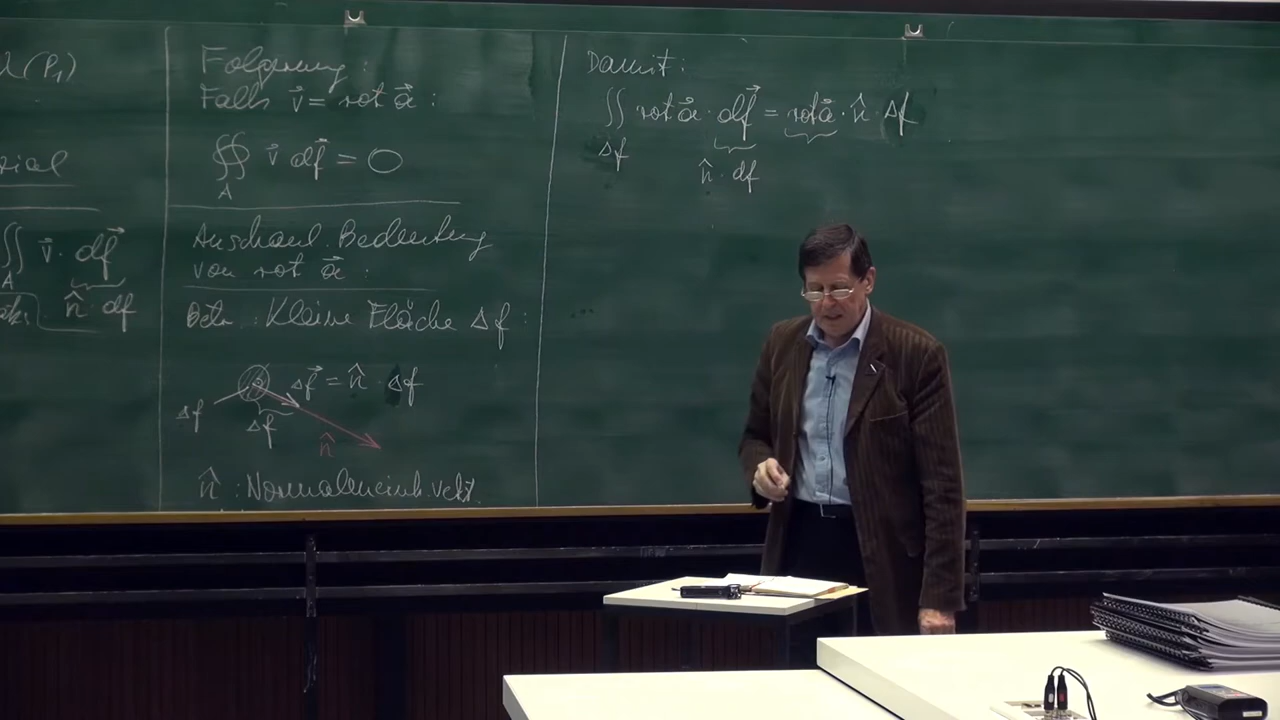 (P₁)
∬ v⃗ · df⃗
A
n̂ · df
Folgerung:
Falls v⃗ = rot a⃗ :
∯ v⃗ df⃗ = 0
A
Anschaul. Bedeutung
von rot a⃗ :
Betr.: Kleine Fläche Δf :
Δf⃗ = n̂ · Δf
Δf
Δf
n̂
n̂ : Normaleneinh.vekt.
Damit:
∬ rot a⃗ · df⃗ = rot a⃗ · n̂ · Δf
Δf
n̂ · df